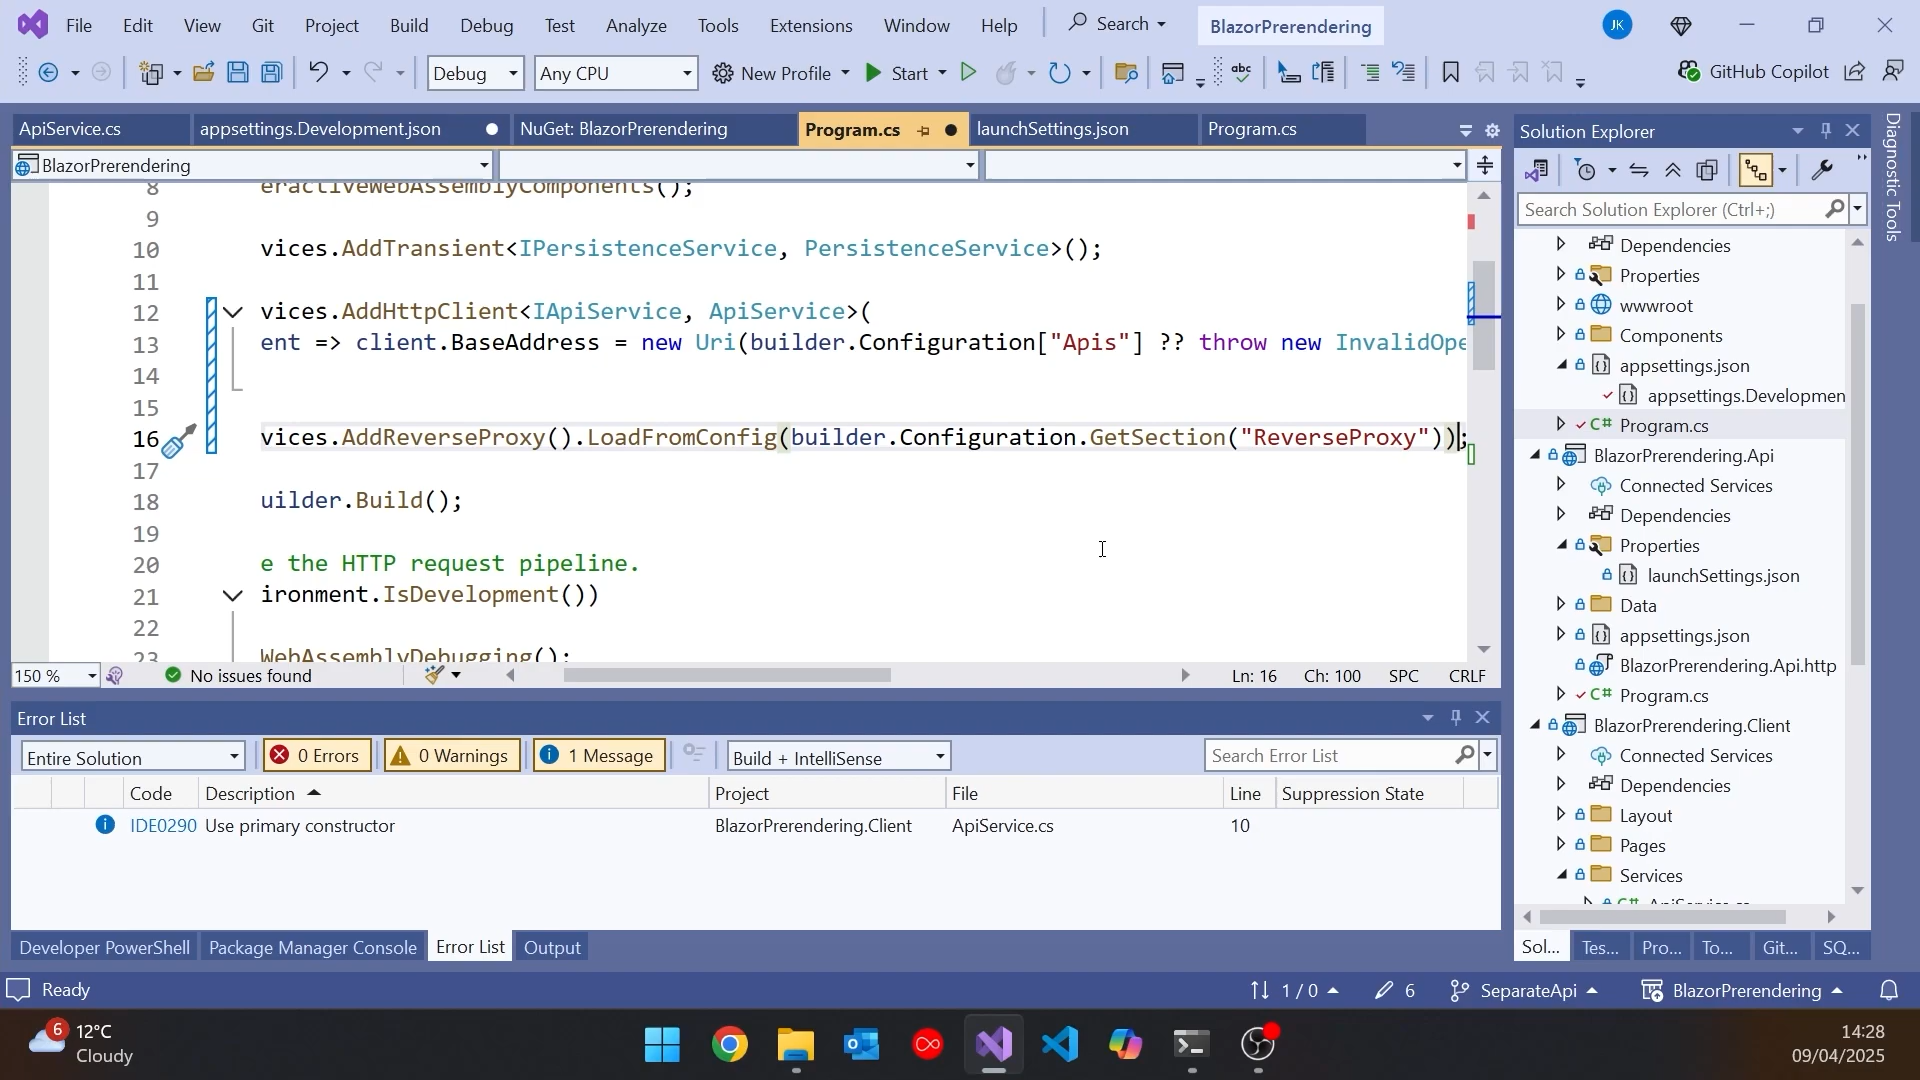 File Edit View Git Project Build Debug Test Analyze Tools Extensions Window Help Search BlazorPrerendering JK
Debug Any CPU New Profile Start abc GitHub Copilot
ApiService.cs appsettings.Development.json NuGet: BlazorPrerendering Program.cs launchSettings.json Program.cs
BlazorPrerendering
8 eractiveWebAssemblyComponents();
9
10 vices.AddTransient<IPersistenceService, PersistenceService>();
11
12 vices.AddHttpClient<IApiService, ApiService>(
13 ent => client.BaseAddress = new Uri(builder.Configuration["Apis"] ?? throw new InvalidOpe
14
15
16 vices.AddReverseProxy().LoadFromConfig(builder.Configuration.GetSection("ReverseProxy"));
17
18 uilder.Build();
19
20 e the HTTP request pipeline.
21 ironment.IsDevelopment())
22
23 WebAssemblyDebugging();
150 % No issues found Ln: 16 Ch: 100 SPC CRLF
Error List
Entire Solution 0 Errors 0 Warnings 1 Message Build + IntelliSense Search Error List
Code Description Project File Line Suppression State
IDE0290 Use primary constructor BlazorPrerendering.Client ApiService.cs 10
Developer PowerShell Package Manager Console Error List Output
Solution Explorer
Search Solution Explorer (Ctrl+;)
Dependencies
Properties
wwwroot
Components
appsettings.json
appsettings.Developmen
C# Program.cs
BlazorPrerendering.Api
Connected Services
Dependencies
Properties
launchSettings.json
Data
appsettings.json
BlazorPrerendering.Api.http
C# Program.cs
BlazorPrerendering.Client
Connected Services
Dependencies
Layout
Pages
Services
C# ApiService.cs
Sol... Tes... Pro... To... Git... SQ...
Diagnostic Tools
Ready 1 / 0 6 SeparateApi BlazorPrerendering
6 12°C
Cloudy
14:28
09/04/2025